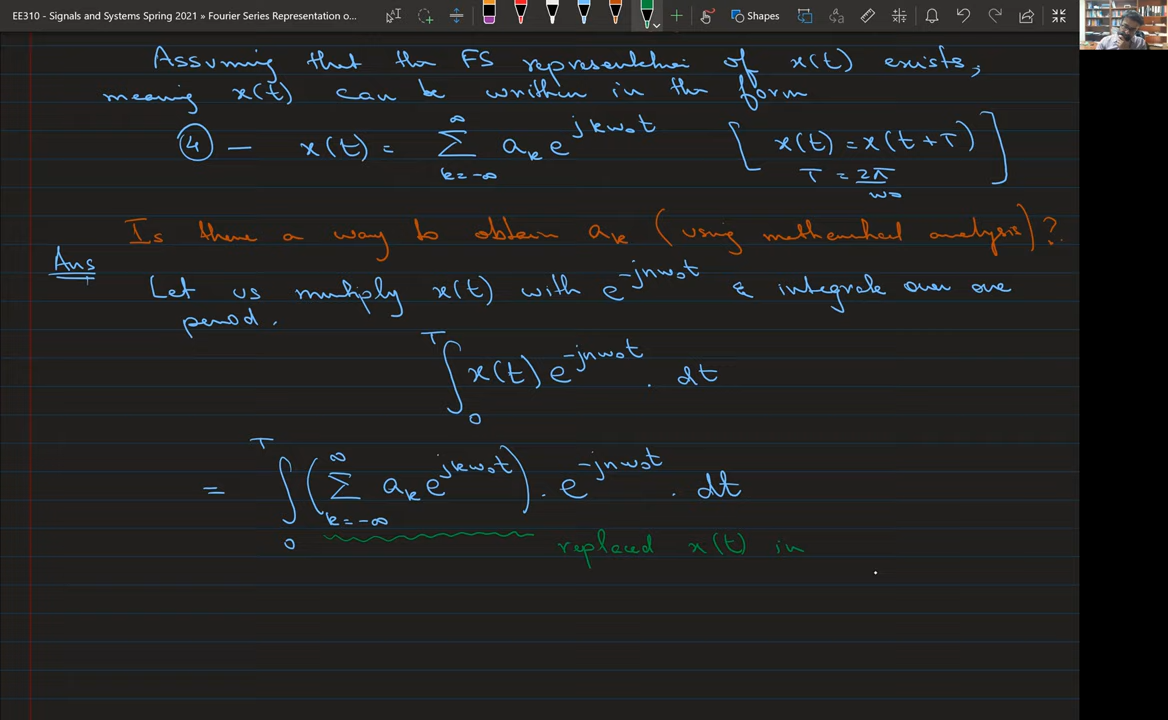 EE310 - Signals and Systems Spring 2021 » Fourier Series Representation o...
Shapes
Assuming that the FS representation of x(t) exists,
meaning x(t) can be written in the form
④ — x(t) = ∑_{k=-∞}^{∞} a_k e^{jkω₀t} [ x(t) = x(t+T) T = 2π/ω₀ ]
Is there a way to obtain a_k (using mathematical analysis)?
Ans
Let us multiply x(t) with e^{-jnω₀t} & integrate over one
period.
∫_0^T x(t) e^{-jnω₀t} . dt
= ∫_0^T ( ∑_{k=-∞}^{∞} a_k e^{jkω₀t} ) . e^{-jnω₀t} . dt
replaced x(t) in